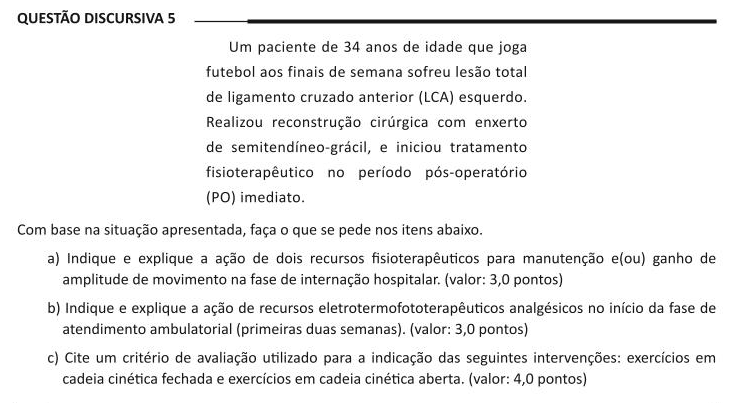 QUESTÃO DISCURSIVA 5
Um paciente de 34 anos de idade que joga
futebol aos finais de semana sofreu lesão total
de ligamento cruzado anterior (LCA) esquerdo.
Realizou reconstrução cirúrgica com enxerto
de semitendíneo-grácil, e iniciou tratamento
fisioterapêutico no período pós-operatório
(PO) imediato.
Com base na situação apresentada, faça o que se pede nos itens abaixo.
a) Indique e explique a ação de dois recursos fisioterapêuticos para manutenção e(ou) ganho de
amplitude de movimento na fase de internação hospitalar. (valor: 3,0 pontos)
b) Indique e explique a ação de recursos eletrotermofototerapêuticos analgésicos no início da fase de
atendimento ambulatorial (primeiras duas semanas). (valor: 3,0 pontos)
c) Cite um critério de avaliação utilizado para a indicação das seguintes intervenções: exercícios em
cadeia cinética fechada e exercícios em cadeia cinética aberta. (valor: 4,0 pontos)